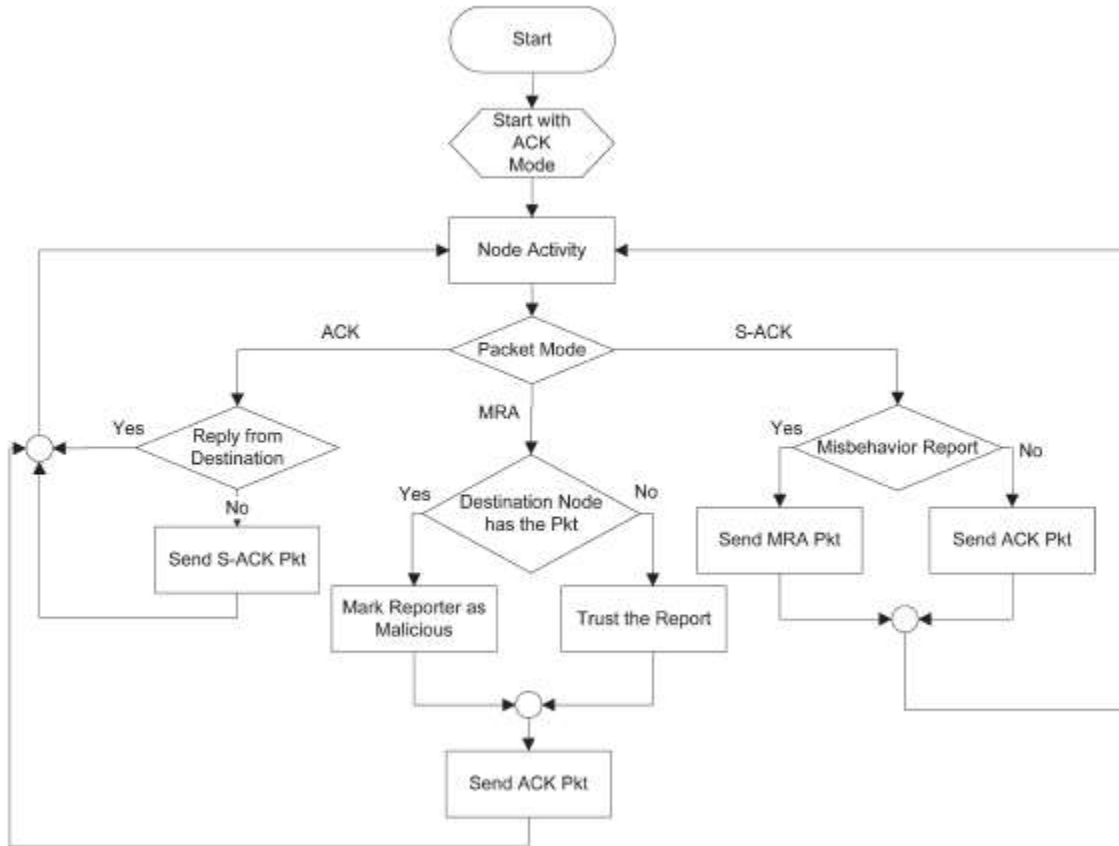 Start
Start with
ACK
Mode
Node Activity
ACK
Packet Mode
S-ACK
MRA
Yes
Reply from
Destination
No
Send S-ACK Pkt
Yes
Destination Node
has the Pkt
No
Mark Reporter as
Malicious
Trust the Report
Send ACK Pkt
Yes
Misbehavior Report
No
Send MRA Pkt
Send ACK Pkt